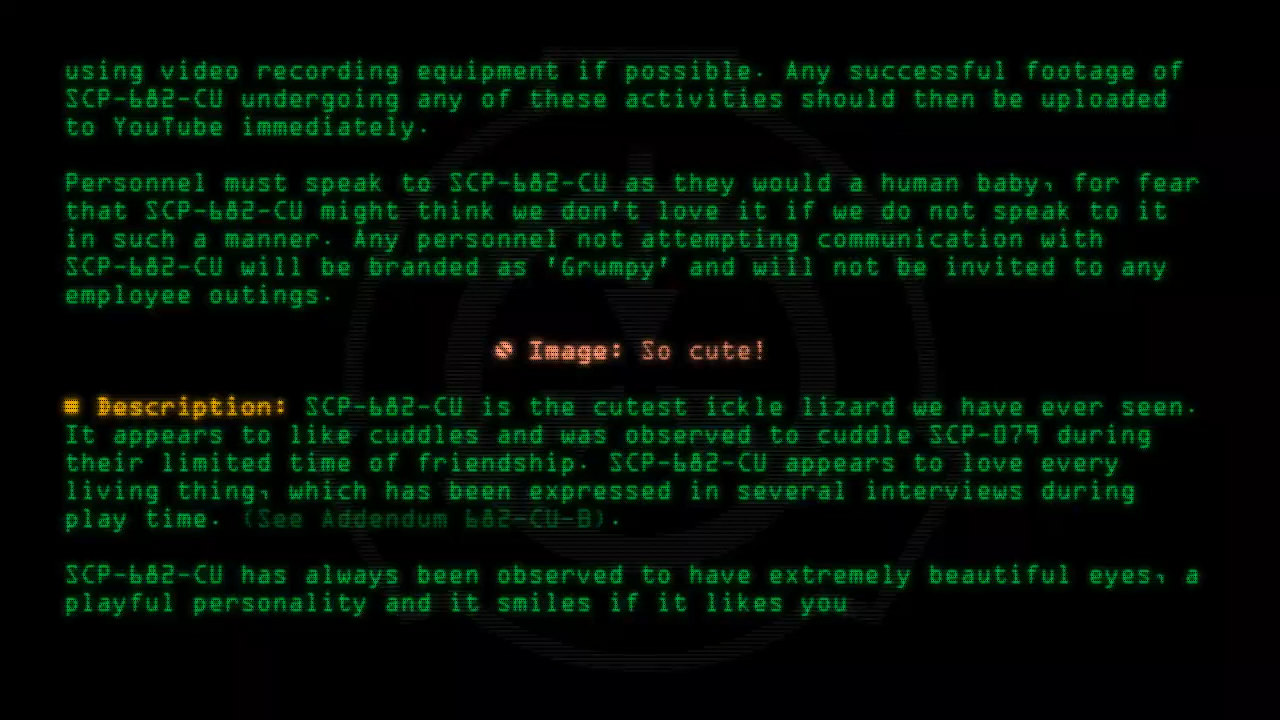 using video recording equipment if possible. Any successful footage of
SCP-682-CU undergoing any of these activities should then be uploaded
to YouTube immediately.
Personnel must speak to SCP-682-CU as they would a human baby, for fear
that SCP-682-CU might think we don't love it if we do not speak to it
in such a manner. Any personnel not attempting communication with
SCP-682-CU will be branded as 'Grumpy' and will not be invited to any
employee outings.
Image: So cute!
Description: SCP-682-CU is the cutest ickle lizard we have ever seen.
It appears to like cuddles and was observed to cuddle SCP-079 during
their limited time of friendship. SCP-682-CU appears to love every
living thing, which has been expressed in several interviews during
play time. (See Addendum 682-CU-B).
SCP-682-CU has always been observed to have extremely beautiful eyes, a
playful personality and it smiles if it likes you